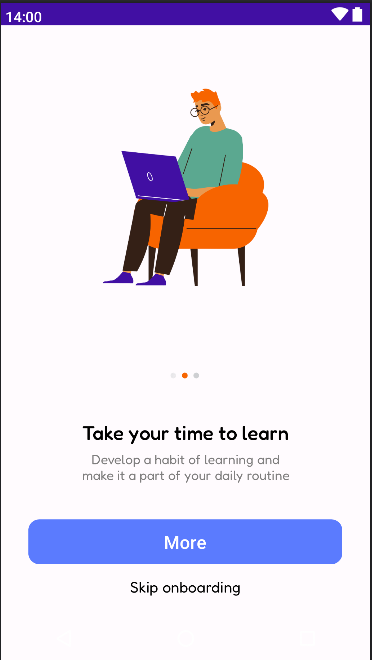 14:00
Take your time to learn
Develop a habit of learning and
make it a part of your daily routine
More
Skip onboarding